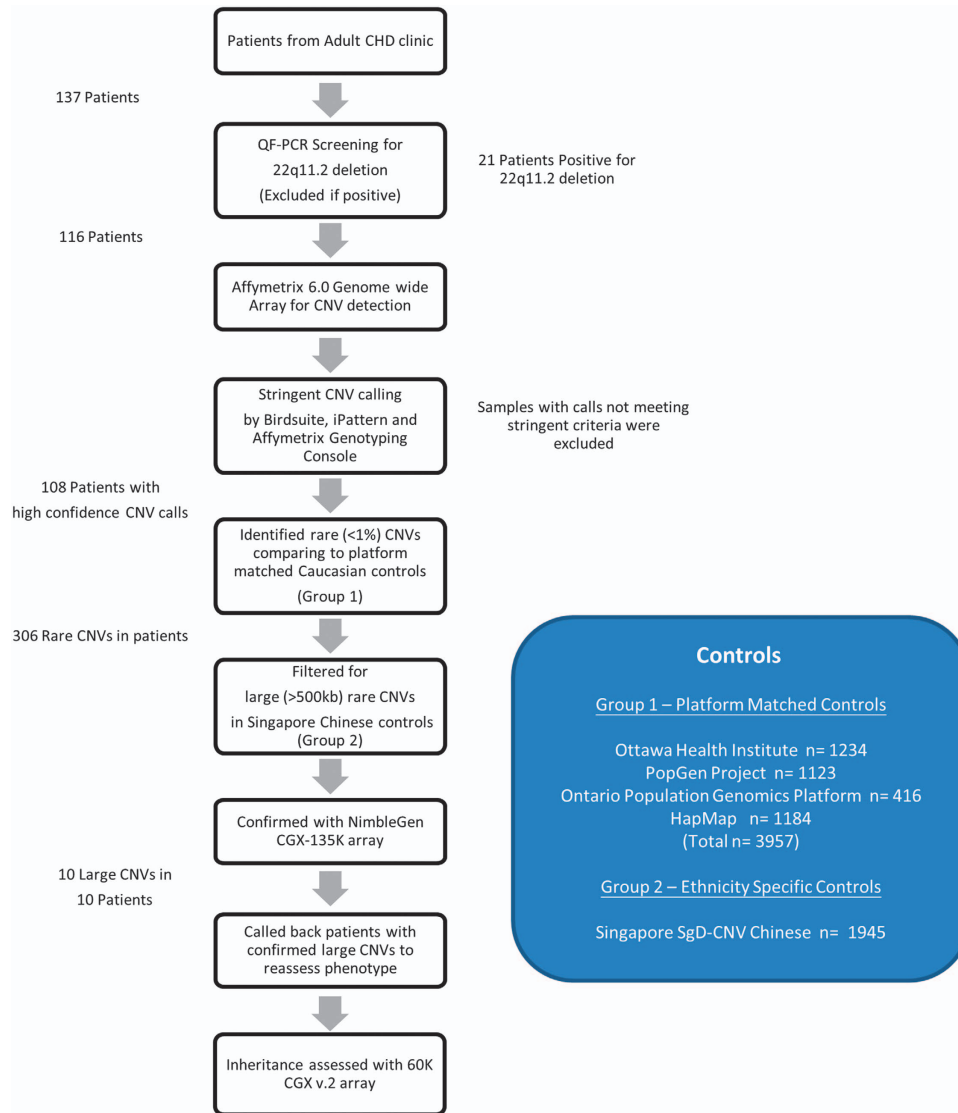 Patients from Adult CHD clinic
137 Patients
QF-PCR Screening for
22q11.2 deletion
(Excluded if positive)
21 Patients Positive for
22q11.2 deletion
116 Patients
Affymetrix 6.0 Genome wide
Array for CNV detection
Stringent CNV calling
by Birdsuite, iPattern and
Affymetrix Genotyping
Console
Samples with calls not meeting
stringent criteria were
excluded
108 Patients with
high confidence CNV calls
Identified rare (<1%) CNVs
comparing to platform
matched Caucasian controls
(Group 1)
306 Rare CNVs in patients
Filtered for
large (>500kb) rare CNVs
in Singapore Chinese controls
(Group 2)
Confirmed with NimbleGen
CGX-135K array
10 Large CNVs in
10 Patients
Called back patients with
confirmed large CNVs to
reassess phenotype
Inheritance assessed with 60K
CGX v.2 array
Controls
Group 1 – Platform Matched Controls
Ottawa Health Institute n= 1234
PopGen Project n= 1123
Ontario Population Genomics Platform n= 416
HapMap n= 1184
(Total n= 3957)
Group 2 – Ethnicity Specific Controls
Singapore SgD-CNV Chinese n= 1945